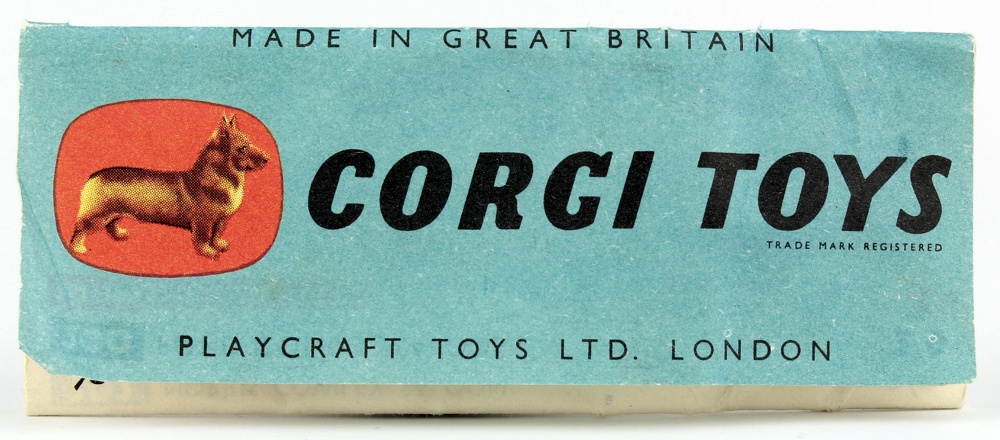 MADE IN GREAT BRITAIN
CORGI TOYS
TRADE MARK REGISTERED
PLAYCRAFT TOYS LTD. LONDON